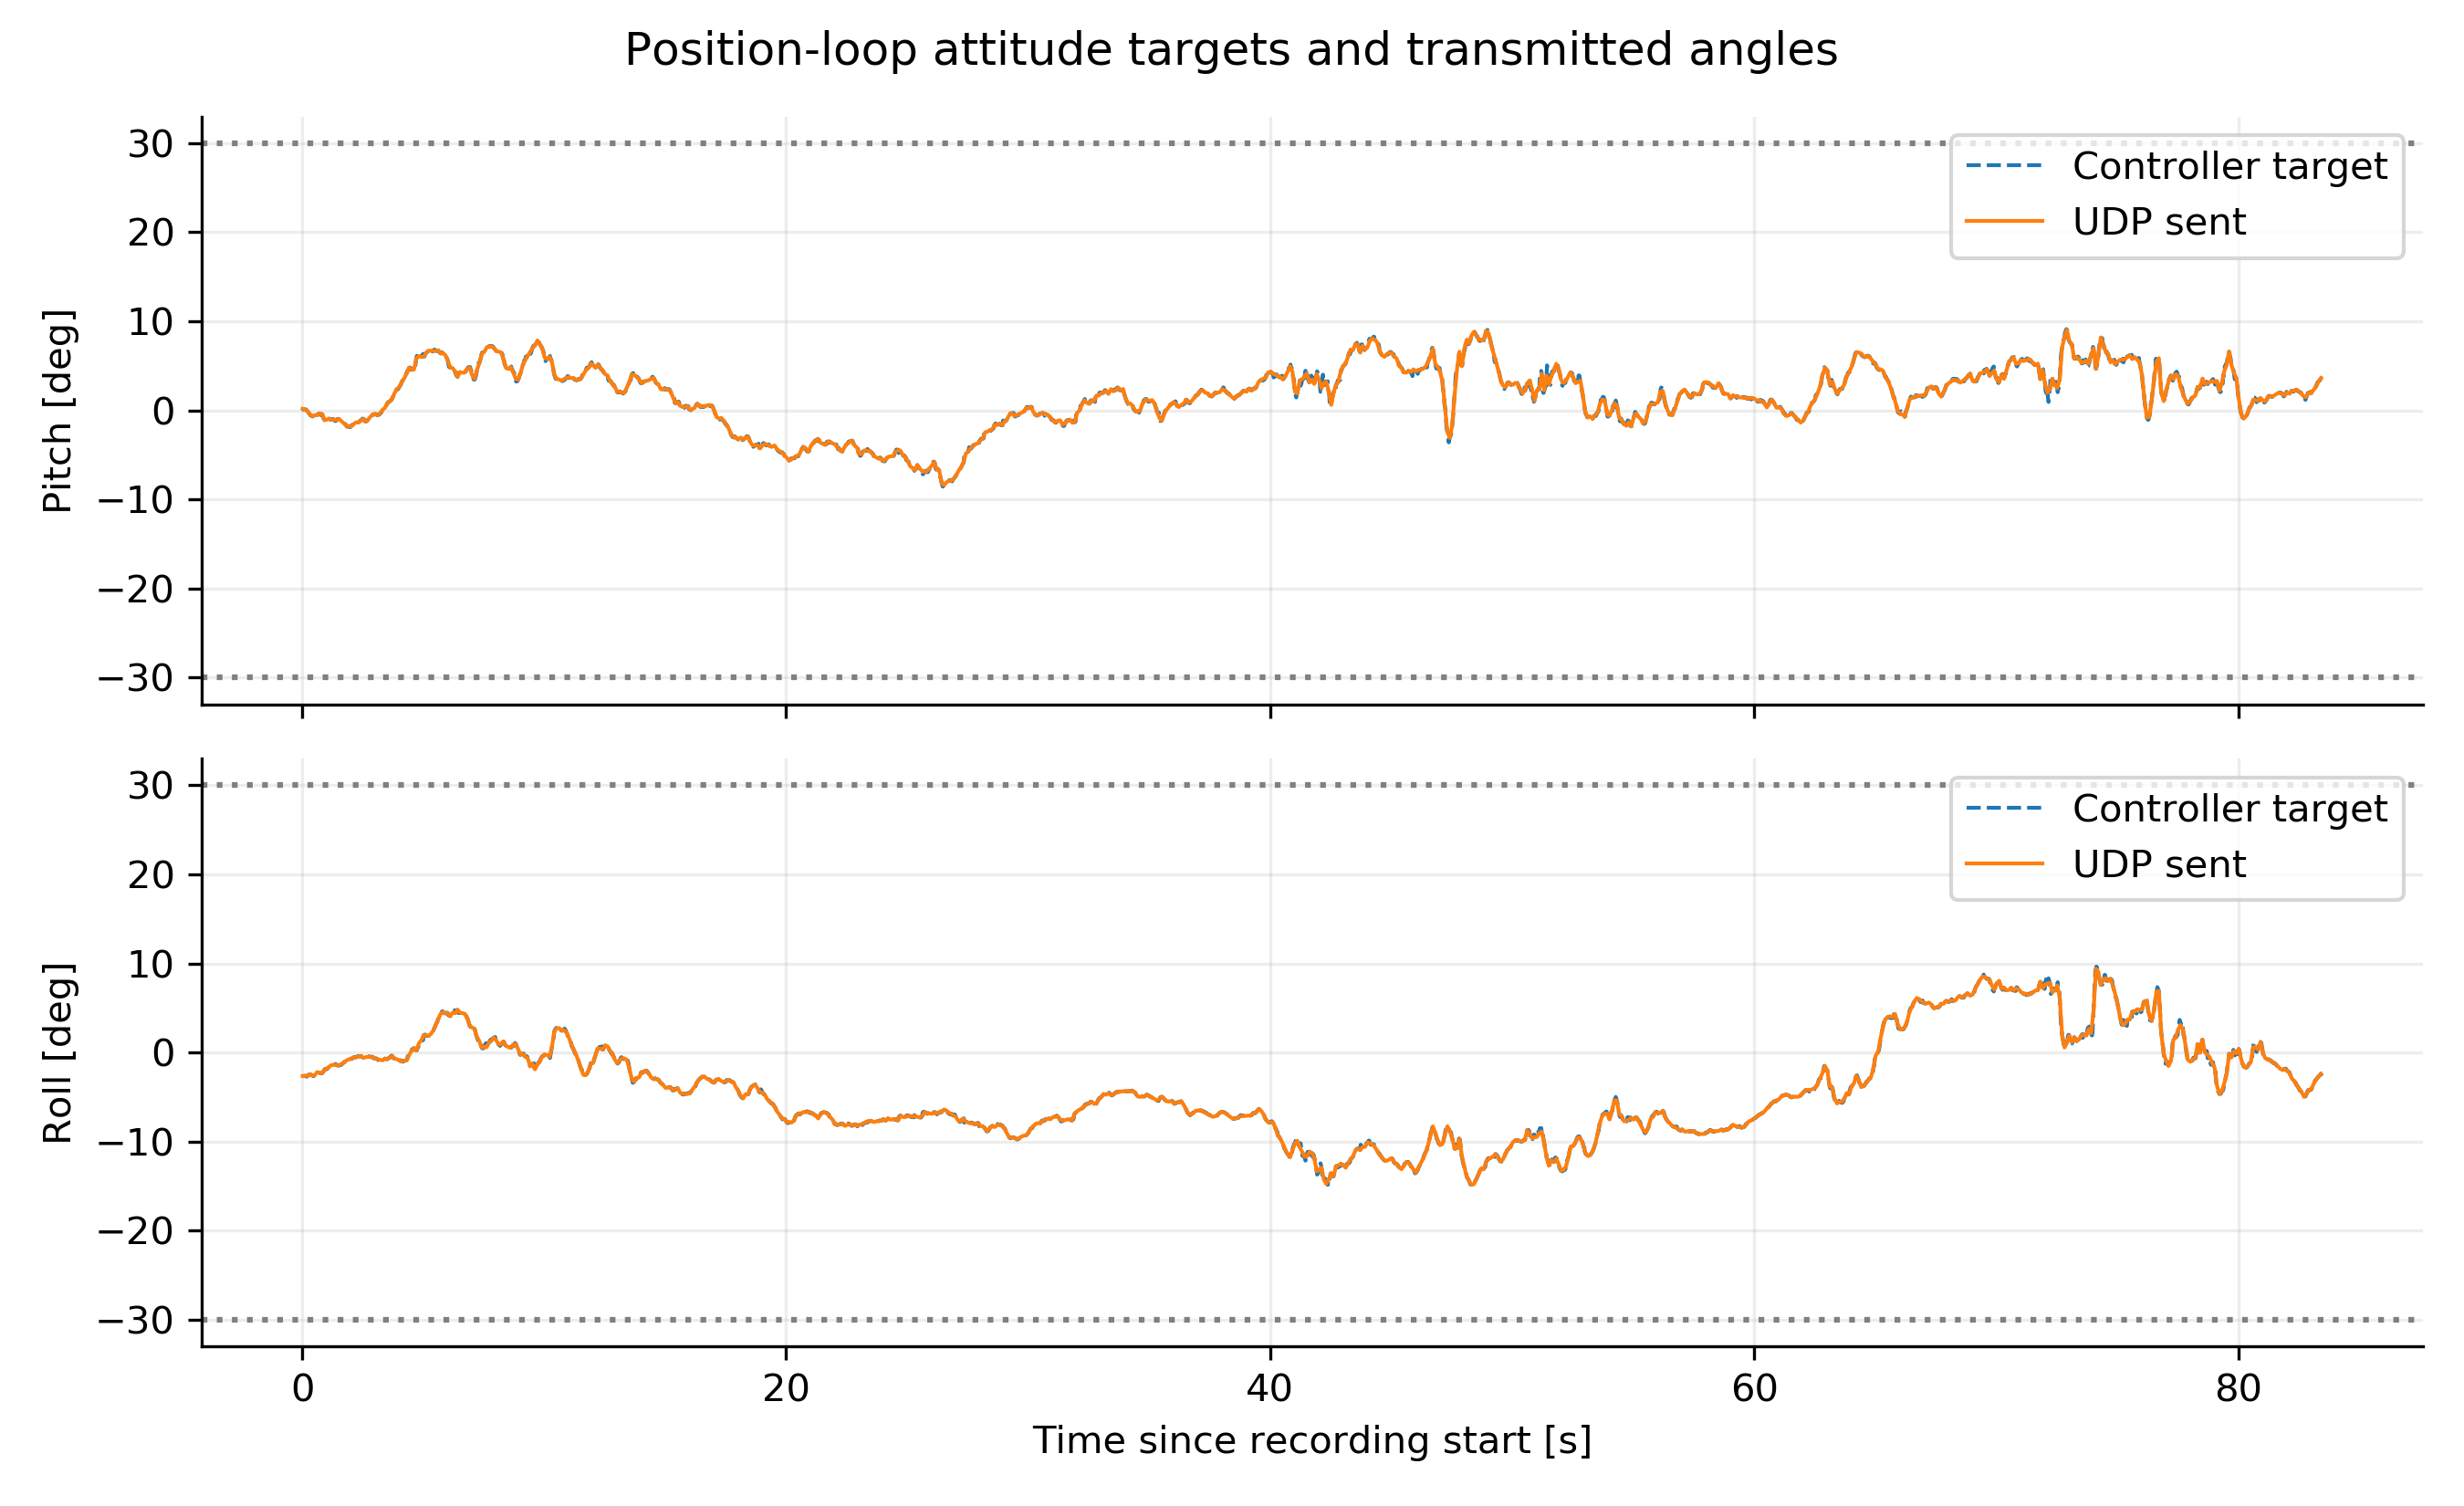 Position-loop attitude targets and transmitted angles
30
20
10
0
−10
−20
−30
Pitch [deg]
Controller target
UDP sent
30
20
10
0
−10
−20
−30
Roll [deg]
Controller target
UDP sent
0 20 40 60 80
Time since recording start [s]